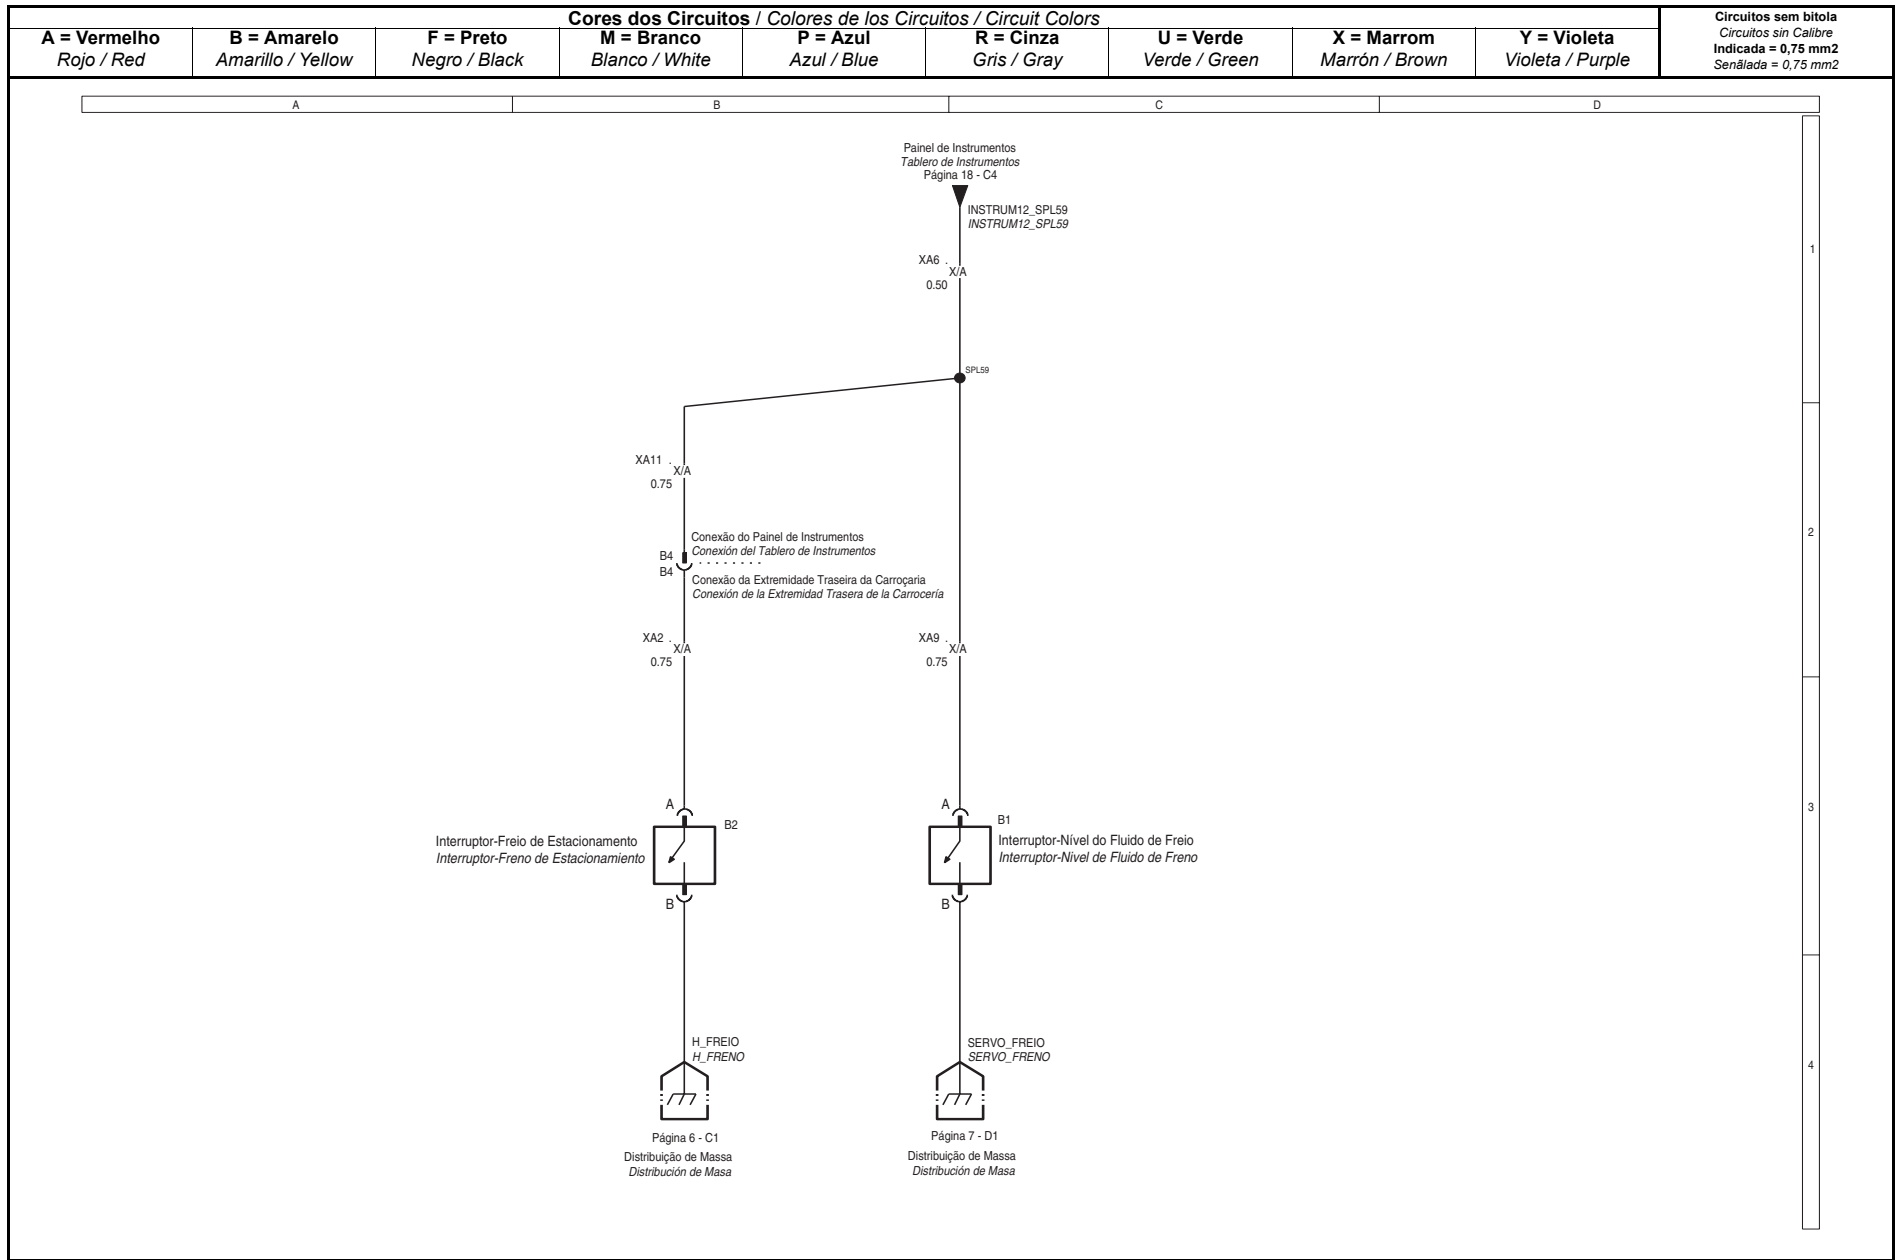 Cores dos Circuitos / Colores de los Circuitos / Circuit Colors
A = Vermelho
Rojo / Red
B = Amarelo
Amarillo / Yellow
F = Preto
Negro / Black
M = Branco
Blanco / White
P = Azul
Azul / Blue
R = Cinza
Gris / Gray
U = Verde
Verde / Green
X = Marrom
Marrón / Brown
Y = Violeta
Violeta / Purple
Circuitos sem bitola
Circuitos sin Calibre
Indicada = 0,75 mm2
Senãlada = 0,75 mm2
A
B
C
D
Painel de Instrumentos
Tablero de Instrumentos
Página 18 - C4
INSTRUM12_SPL59
INSTRUM12_SPL59
1
XA6 .
X/A
0.50
SPL59
XA11 .
X/A
0.75
2
Conexão do Painel de Instrumentos
B4 Conexión del Tablero de Instrumentos
B4
Conexão da Extremidade Traseira da Carroçaria
Conexión de la Extremidad Trasera de la Carrocería
XA2 .
X/A
0.75
XA9 .
X/A
0.75
3
A
B2
Interruptor-Freio de Estacionamento
Interruptor-Freno de Estacionamiento
B
A
B1
Interruptor-Nível do Fluido de Freio
Interruptor-Nivel de Fluido de Freno
B
4
H_FREIO
H_FRENO
Página 6 - C1
Distribuição de Massa
Distribución de Masa
SERVO_FREIO
SERVO_FRENO
Página 7 - D1
Distribuição de Massa
Distribución de Masa